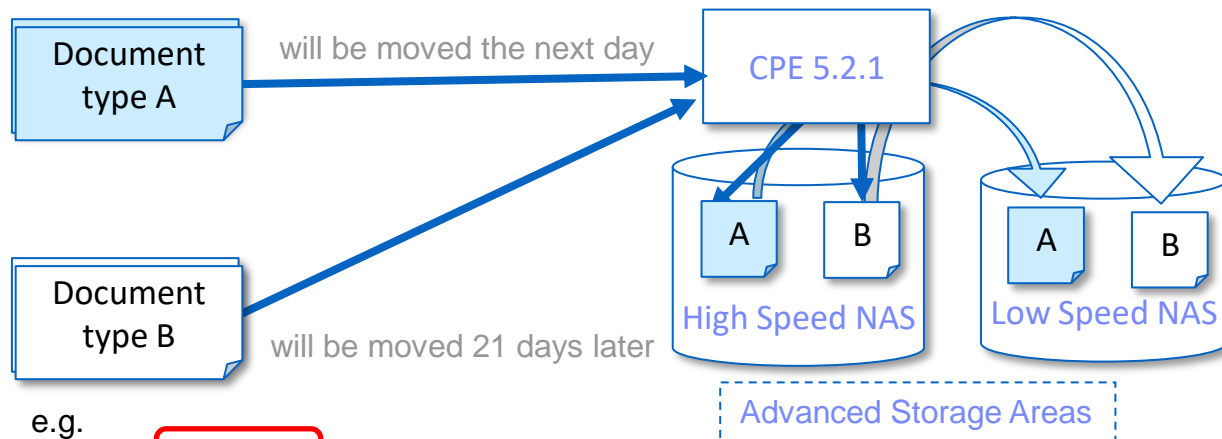 Document
type A
will be moved the next day
CPE 5.2.1
A
B
High Speed NAS
A
B
Low Speed NAS
Document
type B
will be moved 21 days later
Advanced Storage Areas
e.g.